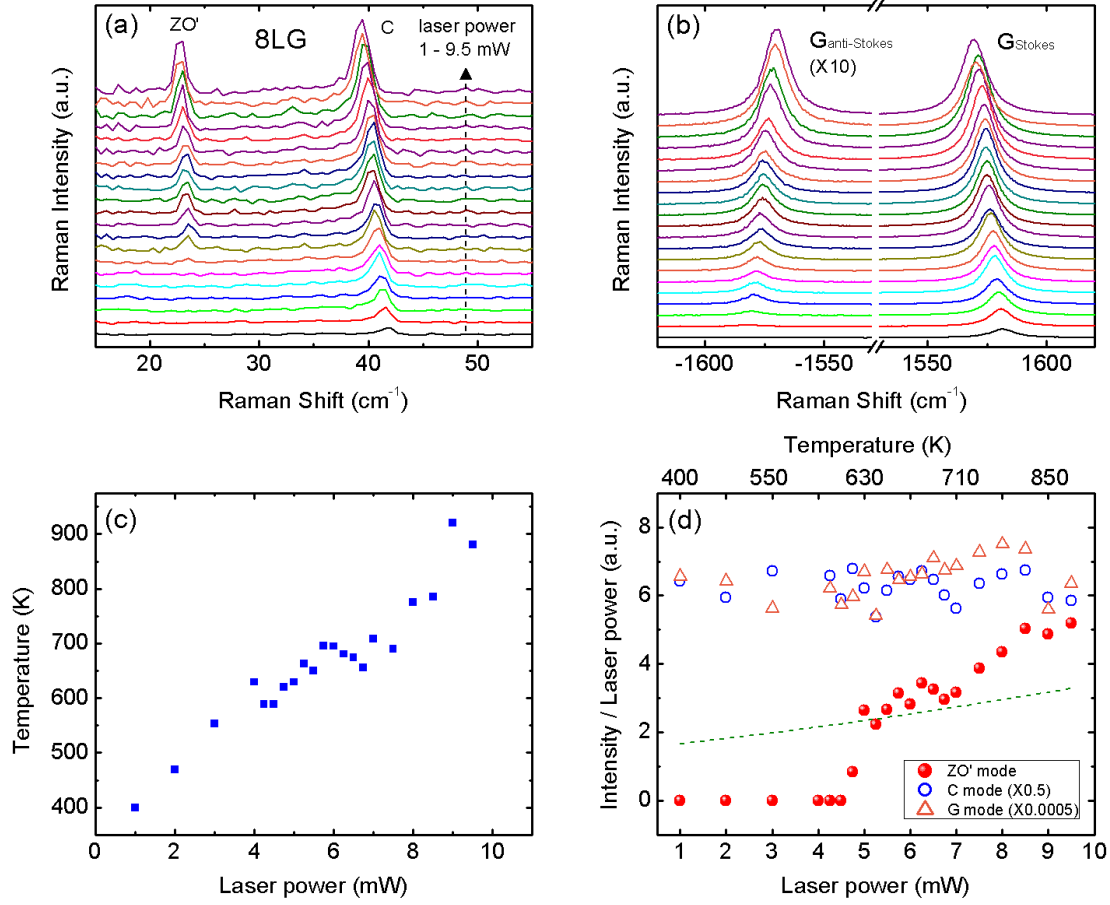 (a)
ZO'
8LG
C
laser power
1 - 9.5 mW
Raman Intensity (a.u.)
20 30 40 50
Raman Shift (cm⁻¹)
(b)
G anti-Stokes
(X10)
G Stokes
Raman Intensity (a.u.)
-1600 -1550 1550 1600
Raman Shift (cm⁻¹)
(c)
Temperature (K)
900
800
700
600
500
400
0 2 4 6 8 10
Laser power (mW)
Temperature (K)
400 550 630 710 850
(d)
Intensity / Laser power (a.u.)
8
6
4
2
0
ZO' mode
C mode (X0.5)
G mode (X0.0005)
1 2 3 4 5 6 7 8 9 10
Laser power (mW)